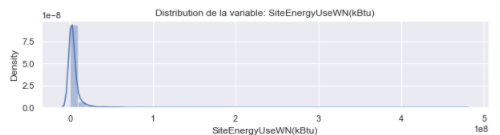 Distribution de la variable: SiteEnergyUseWN(kBtu)
1e−8
7.5
5.0
2.5
0.0
Density
0
1
2
3
4
5
1e8
SiteEnergyUseWN(kBtu)